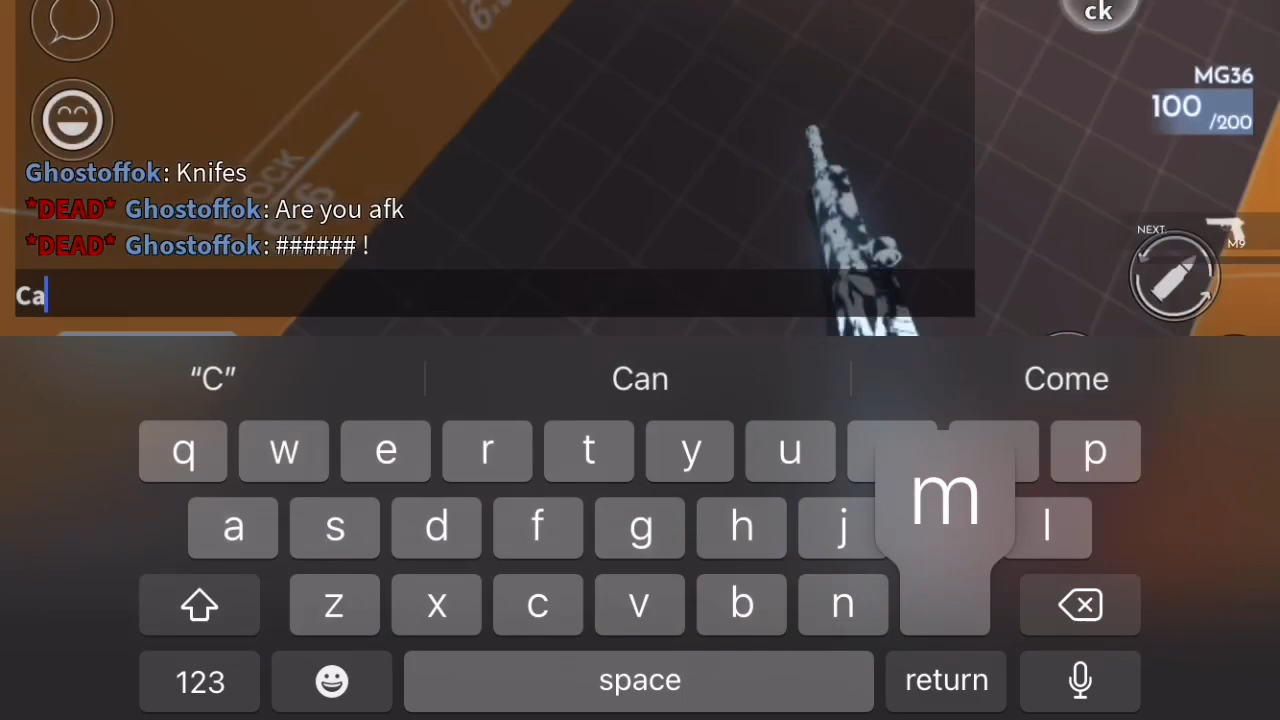 ck
MG36
100 /200
NEXT:
M9
Ghostoffok: Knifes
*DEAD* Ghostoffok: Are you afk
*DEAD* Ghostoffok: ###### !
Ca
“C” Can Come
q w e r t y u p
a s d f g h j l
m
z x c v b n
123 space return